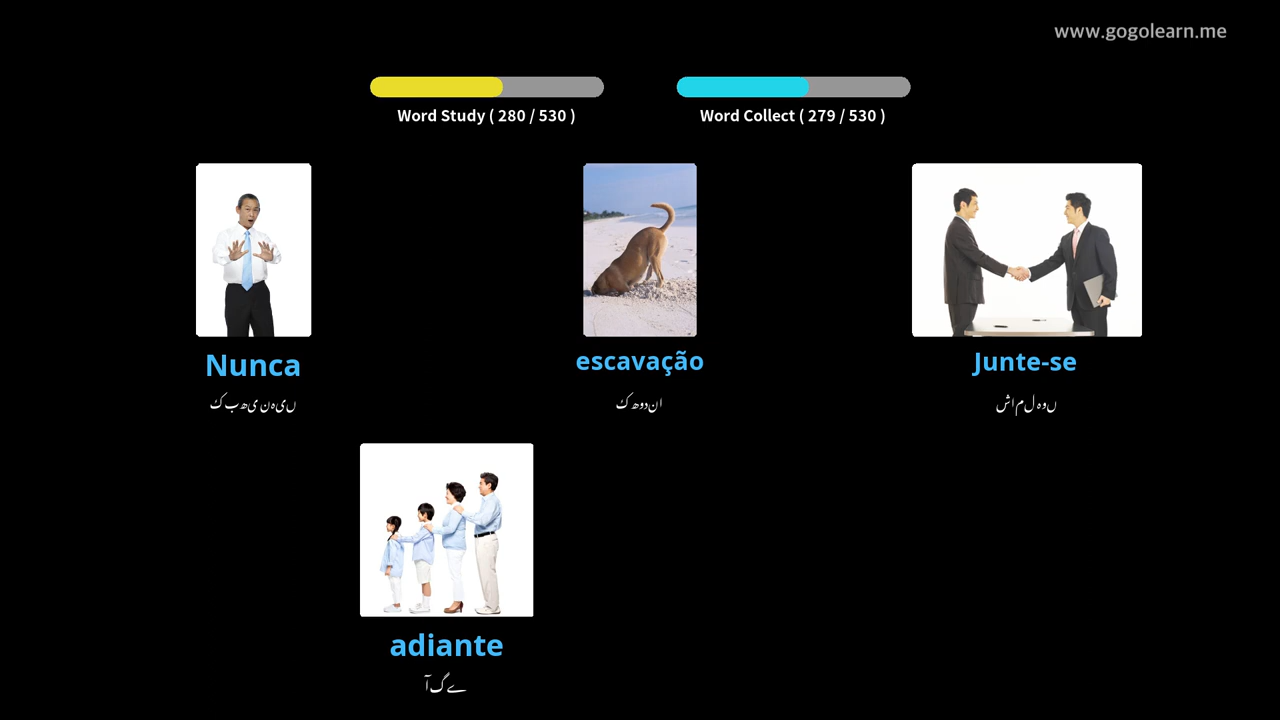 www.gogolearn.me
Word Study ( 280 / 530 )
Word Collect ( 279 / 530 )
Nunca
کبھی نہیں
escavação
کھودنا
Junte-se
شامل ہوں
adiante
آگے